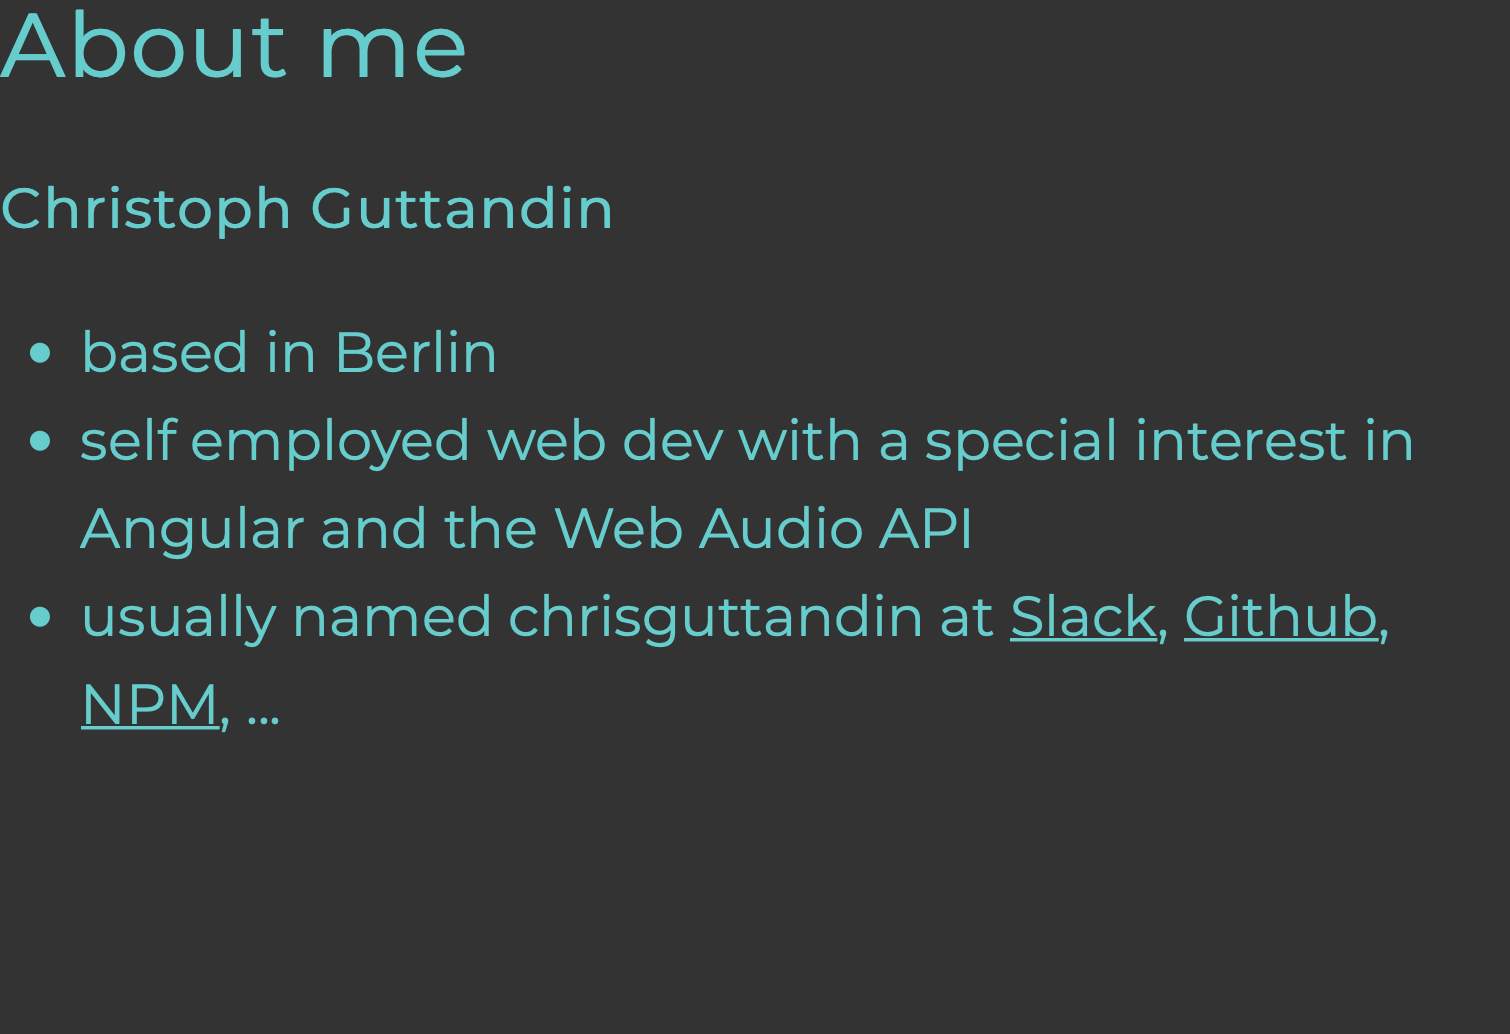 About me
Christoph Guttandin
• based in Berlin
• self employed web dev with a special interest in
Angular and the Web Audio API
• usually named chrisguttandin at Slack, Github,
NPM, ...